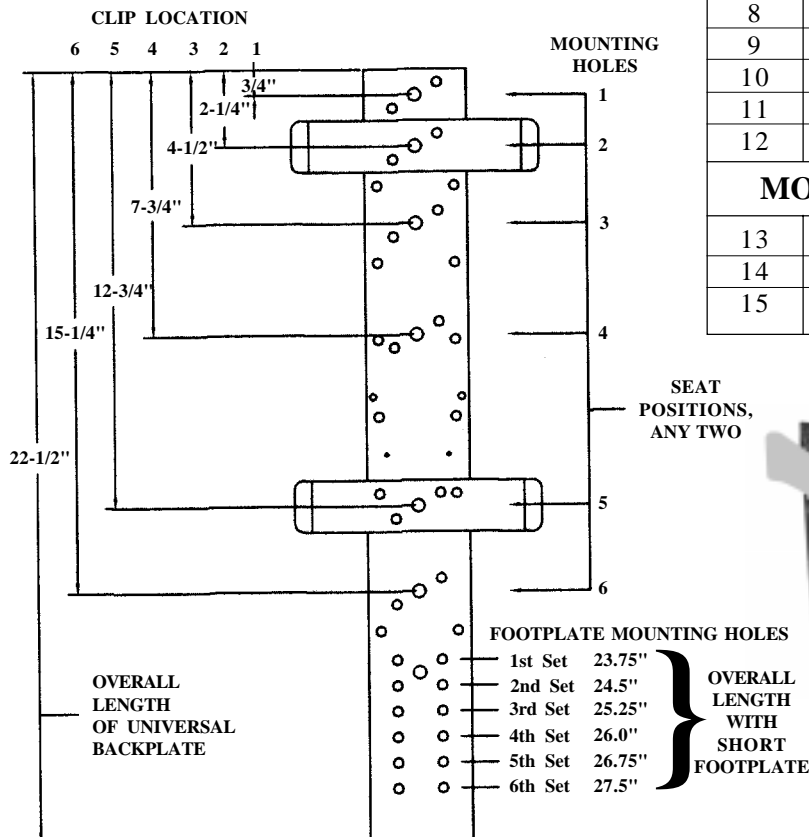 CLIP LOCATION
6 5 4 3 2 1
3/4"
2-1/4"
4-1/2"
7-3/4"
12-3/4"
15-1/4"
22-1/2"
OVERALL
LENGTH
OF UNIVERSAL
BACKPLATE
MOUNTING
HOLES
1
2
3
4
5
6
SEAT
POSITIONS,
ANY TWO
FOOTPLATE MOUNTING HOLES
1st Set 23.75"
2nd Set 24.5"
3rd Set 25.25"
4th Set 26.0"
5th Set 26.75"
6th Set 27.5"
OVERALL
LENGTH
WITH
SHORT
FOOTPLATE
8
9
10
11
12
MO
13
14
15